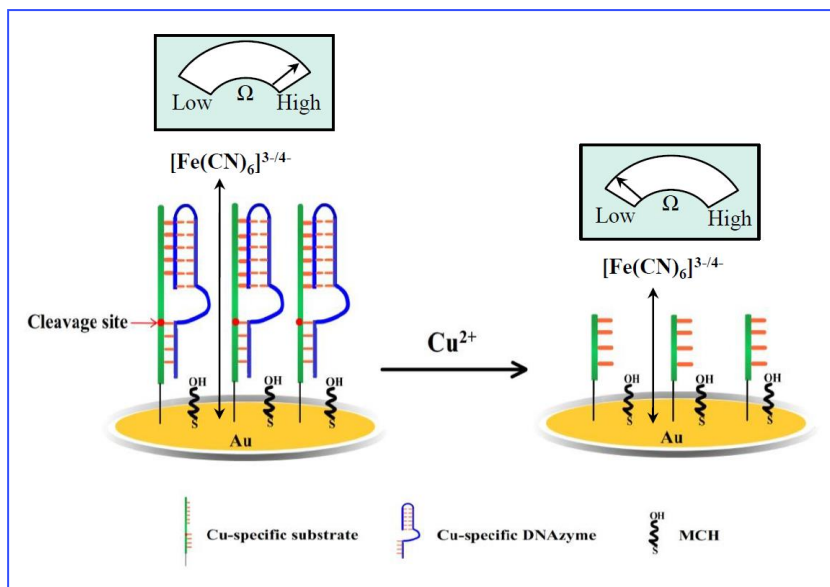 Low Ω High
[Fe(CN)₆]³⁻/⁴⁻
Cleavage site
OH OH OH
S S S
Au
Cu²⁺
Low Ω High
[Fe(CN)₆]³⁻/⁴⁻
OH OH OH
S S S
Au
Cu-specific substrate
Cu-specific DNAzyme
OH
S
MCH